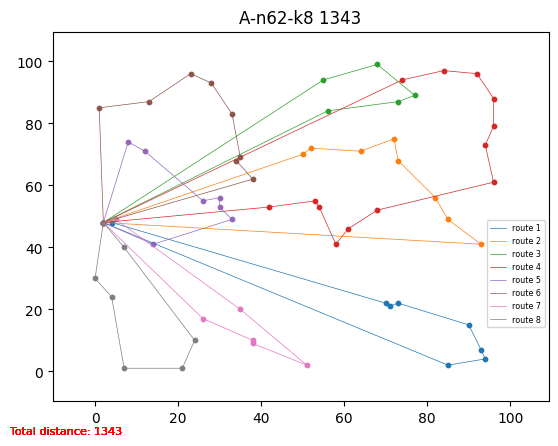 A-n62-k8 1343
100
80
60
40
20
0
0 20 40 60 80 100
route 1
route 2
route 3
route 4
route 5
route 6
route 7
route 8
Total distance: 1343